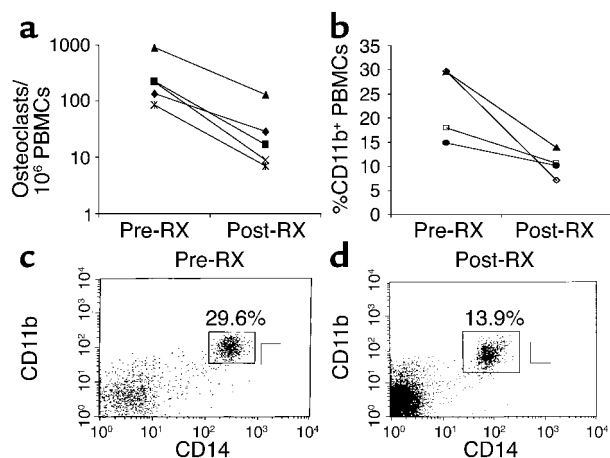 a
b
1000
100
10
1
Osteoclasts/
10⁶ PBMCs
Pre-RX Post-RX
35
30
25
20
15
10
5
0
%CD11b⁺ PBMCs
Pre-RX Post-RX
c
Pre-RX
d
Post-RX
10⁴
10³
10²
10¹
10⁰
CD11b
29.6%
10⁰ 10¹ 10² 10³ 10⁴
CD14
10⁴
10³
10²
10¹
10⁰
CD11b
13.9%
10⁰ 10¹ 10² 10³ 10⁴
CD14